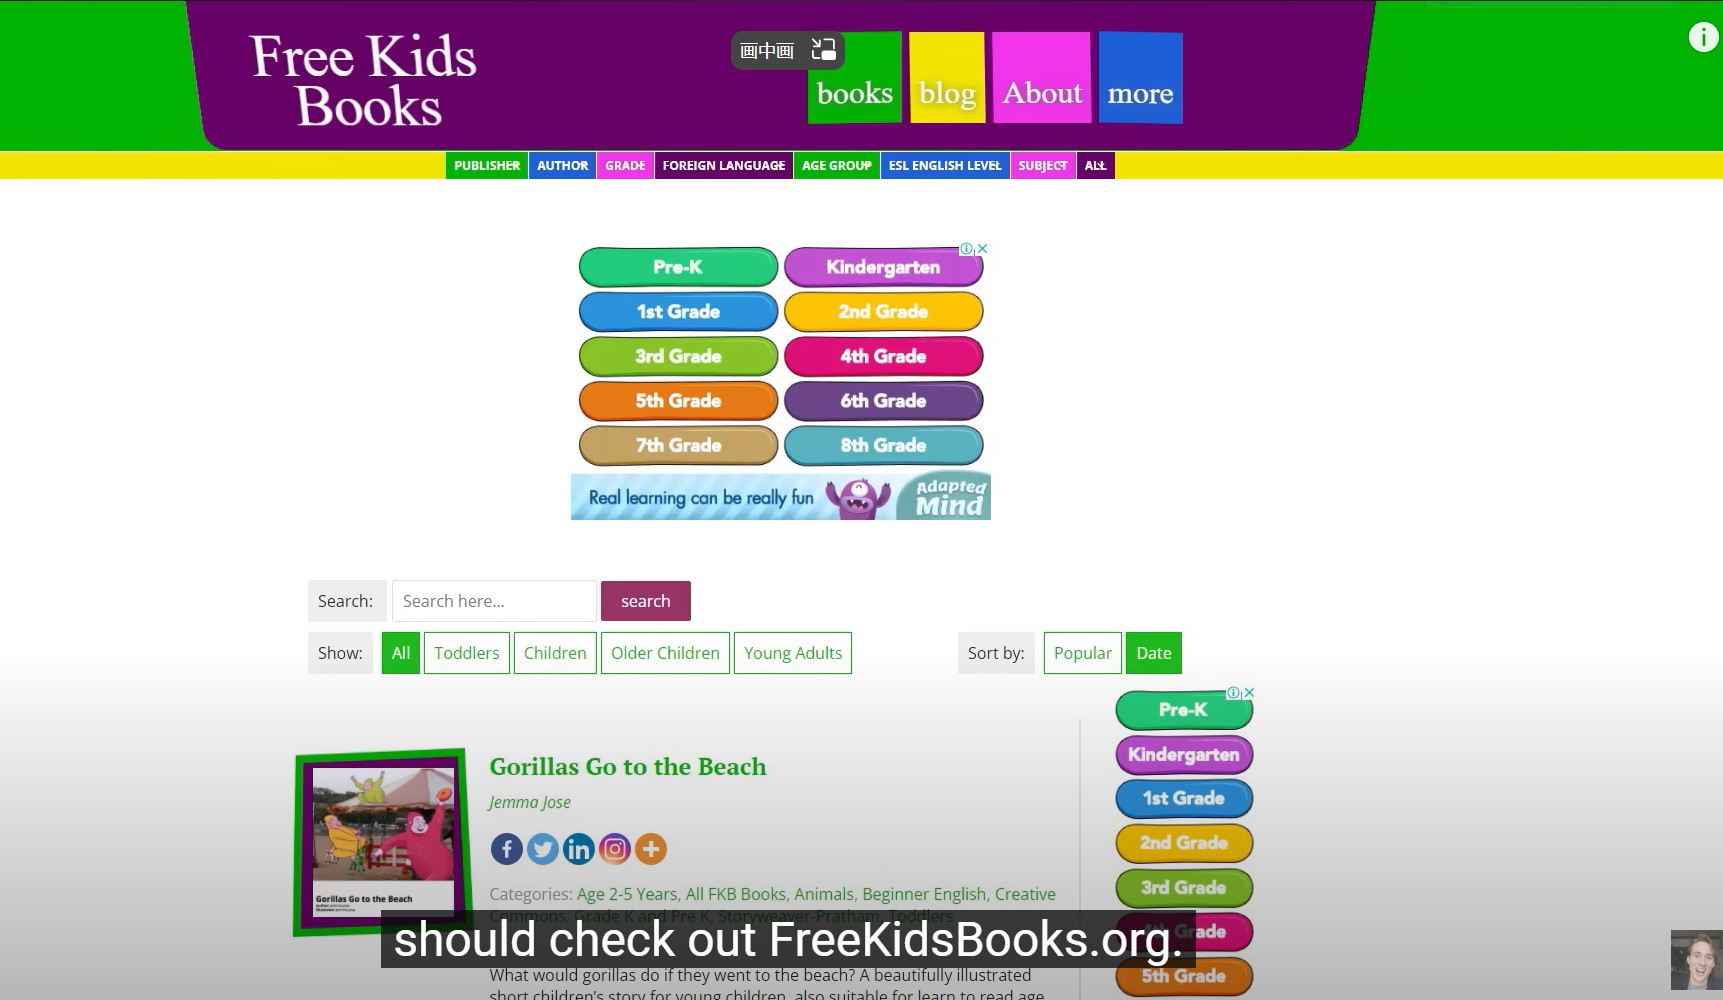 Free Kids
Books
画中画
books
blog
About
more
PUBLISHER
AUTHOR
GRADE
FOREIGN LANGUAGE
AGE GROUP
ESL ENGLISH LEVEL
SUBJECT
ALL
Pre-K
Kindergarten
1st Grade
2nd Grade
3rd Grade
4th Grade
5th Grade
6th Grade
7th Grade
8th Grade
Real learning can be really fun
Adapted
Mind
Search:
Search here...
search
Show:
All
Toddlers
Children
Older Children
Young Adults
Sort by:
Popular
Date
Gorillas Go to the Beach
Gorillas Go to the Beach
Jemma Jose
Categories: Age 2-5 Years, All FKB Books, Animals, Beginner English, Creative
Commons, Grade K and Pre K, Storyweaver-Pratham, Toddlers
should check out FreeKidsBooks.org.
What would gorillas do if they went to the beach? A beautifully illustrated
short children's story for young children, also suitable for learn to read age
Pre-K
Kindergarten
1st Grade
2nd Grade
3rd Grade
Grade
5th Grade